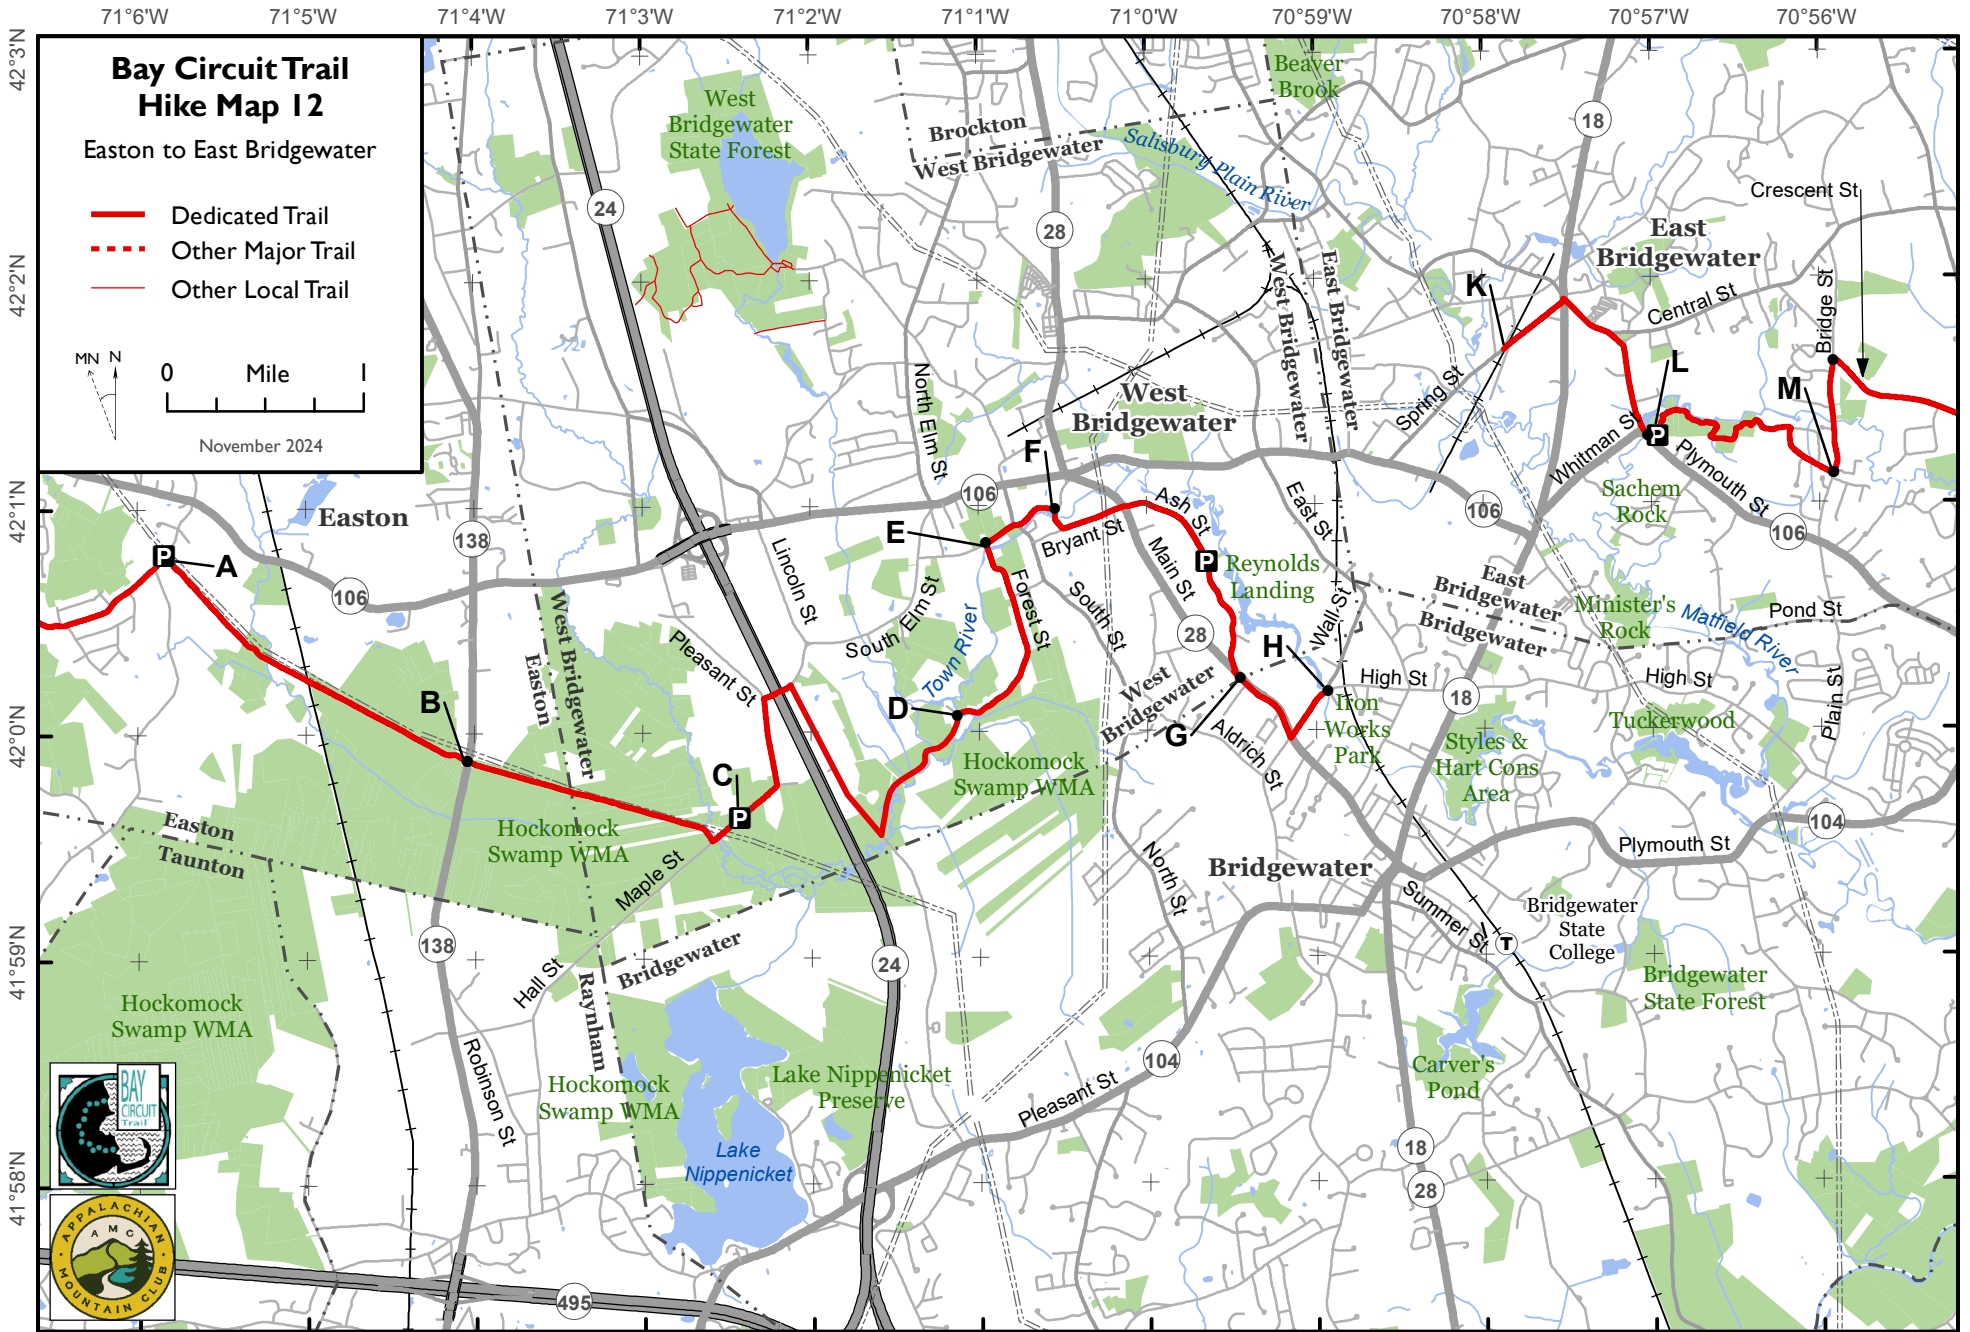 71°6'W
71°5'W
71°4'W
71°3'W
71°2'W
71°1'W
71°0'W
70°59'W
70°58'W
70°57'W
70°56'W
42°3'N
42°2'N
42°1'N
42°0'N
41°59'N
41°58'N
Bay Circuit Trail
Hike Map 12
Easton to East Bridgewater
Dedicated Trail
Other Major Trail
Other Local Trail
MN N
0 Mile 1
November 2024
West
Bridgewater
State Forest
24
28
Brockton
West Bridgewater
Beaver
Brook
Salisbury Plain River
18
Crescent St
East
Bridgewater
Central St
Bridge St
K
L
M
West Bridgewater
East Bridgewater
Spring St
Whitman St
P
Plymouth St
Sachem
Rock
106
106
West
Bridgewater
North Elm St
F
106
E
Bryant St
Ash St
P
Reynolds
Landing
East St
Main St
28
Wall St
H
High St
Iron
Works
Park
G
Aldrich St
West
Bridgewater
South St
Forest St
South Elm St
Town River
D
Hockomock
Swamp WMA
Lincoln St
Pleasant St
Easton
138
106
P
A
B
C
P
West Bridgewater
Easton
Hockomock
Swamp WMA
Maple St
Easton
Taunton
East
Bridgewater
Bridgewater
Minister's
Rock
Matfield River
Pond St
High St
Plain St
Tuckerwood
18
Styles &
Hart Cons
Area
104
Plymouth St
Bridgewater
North St
Summer St
T
Bridgewater
State
College
Bridgewater
State Forest
138
Hall St
Bridgewater
Raynham
24
Hockomock
Swamp WMA
Robinson St
Hockomock
Swamp WMA
Lake Nippenicket
Preserve
Lake
Nippenicket
Pleasant St
104
Carver's
Pond
18
28
495
BAY
CIRCUIT
Trail
APPALACHIAN
A M C
MOUNTAIN CLUB